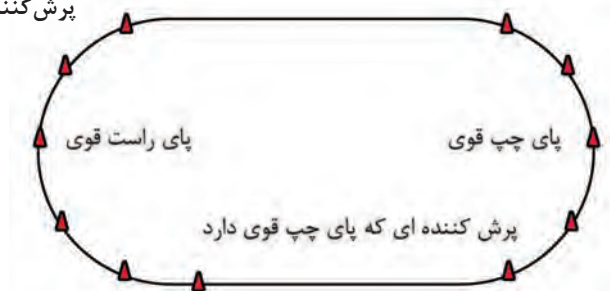 پای چپ قوی
پای راست قوی
پرش کننده ای که پای چپ قوی دارد